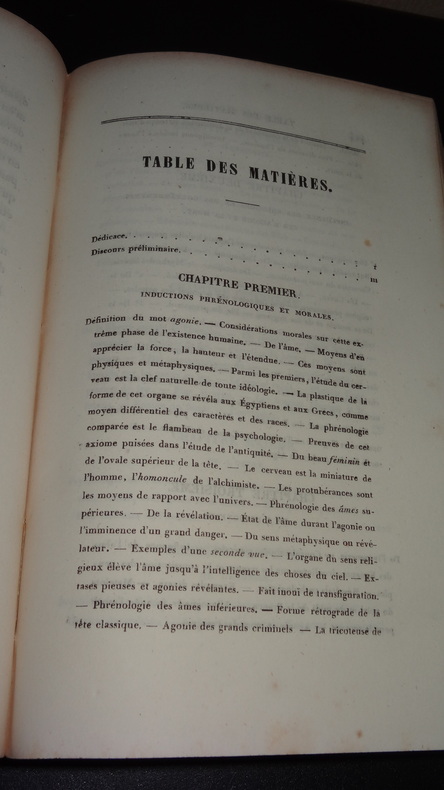 TABLE DES MATIÈRES.
Dédicace. . . . . . . . . . . . . . I
Discours préliminaire. . . . . . . . . . . . III
CHAPITRE PREMIER.
INDUCTIONS PHRÉNOLOGIQUES ET MORALES.
Définition du mot agonie. — Considérations morales sur cette ex-
trême phase de l'existence humaine. — De l'âme. — Moyens d'en
apprécier la force, la hauteur et l'étendue. — Ces moyens sont
physiques et métaphysiques. — Parmi les premiers, l'étude du cer-
veau est la clef naturelle de toute idéologie. — La plastique de la
forme de cet organe se révéla aux Égyptiens et aux Grecs, comme
moyen différentiel des caractères et des races. — La phrénologie
comparée est le flambeau de la psychologie. — Preuves de cet
axiome puisées dans l'étude de l'antiquité. — Du beau féminin et
de l'ovale supérieur de la tête. — Le cerveau est la miniature de
l'homme, l'homoncule de l'alchimiste. — Les protubérances sont
les moyens de rapport avec l'univers. — Phrénologie des âmes su-
périeures. — De la révélation. — État de l'âme durant l'agonie ou
l'imminence d'un grand danger. — Du sens métaphysique ou révé-
lateur. — Exemples d'une seconde vue. — L'organe du sens reli-
gieux élève l'âme jusqu'à l'intelligence des choses du ciel. — Ex-
tases pieuses et agonies révélantes. — Fait inouï de transfiguration.
— Phrénologie des âmes inférieures. — Forme rétrograde de la
tête classique. — Agonie des grands criminels — La tricoteuse de